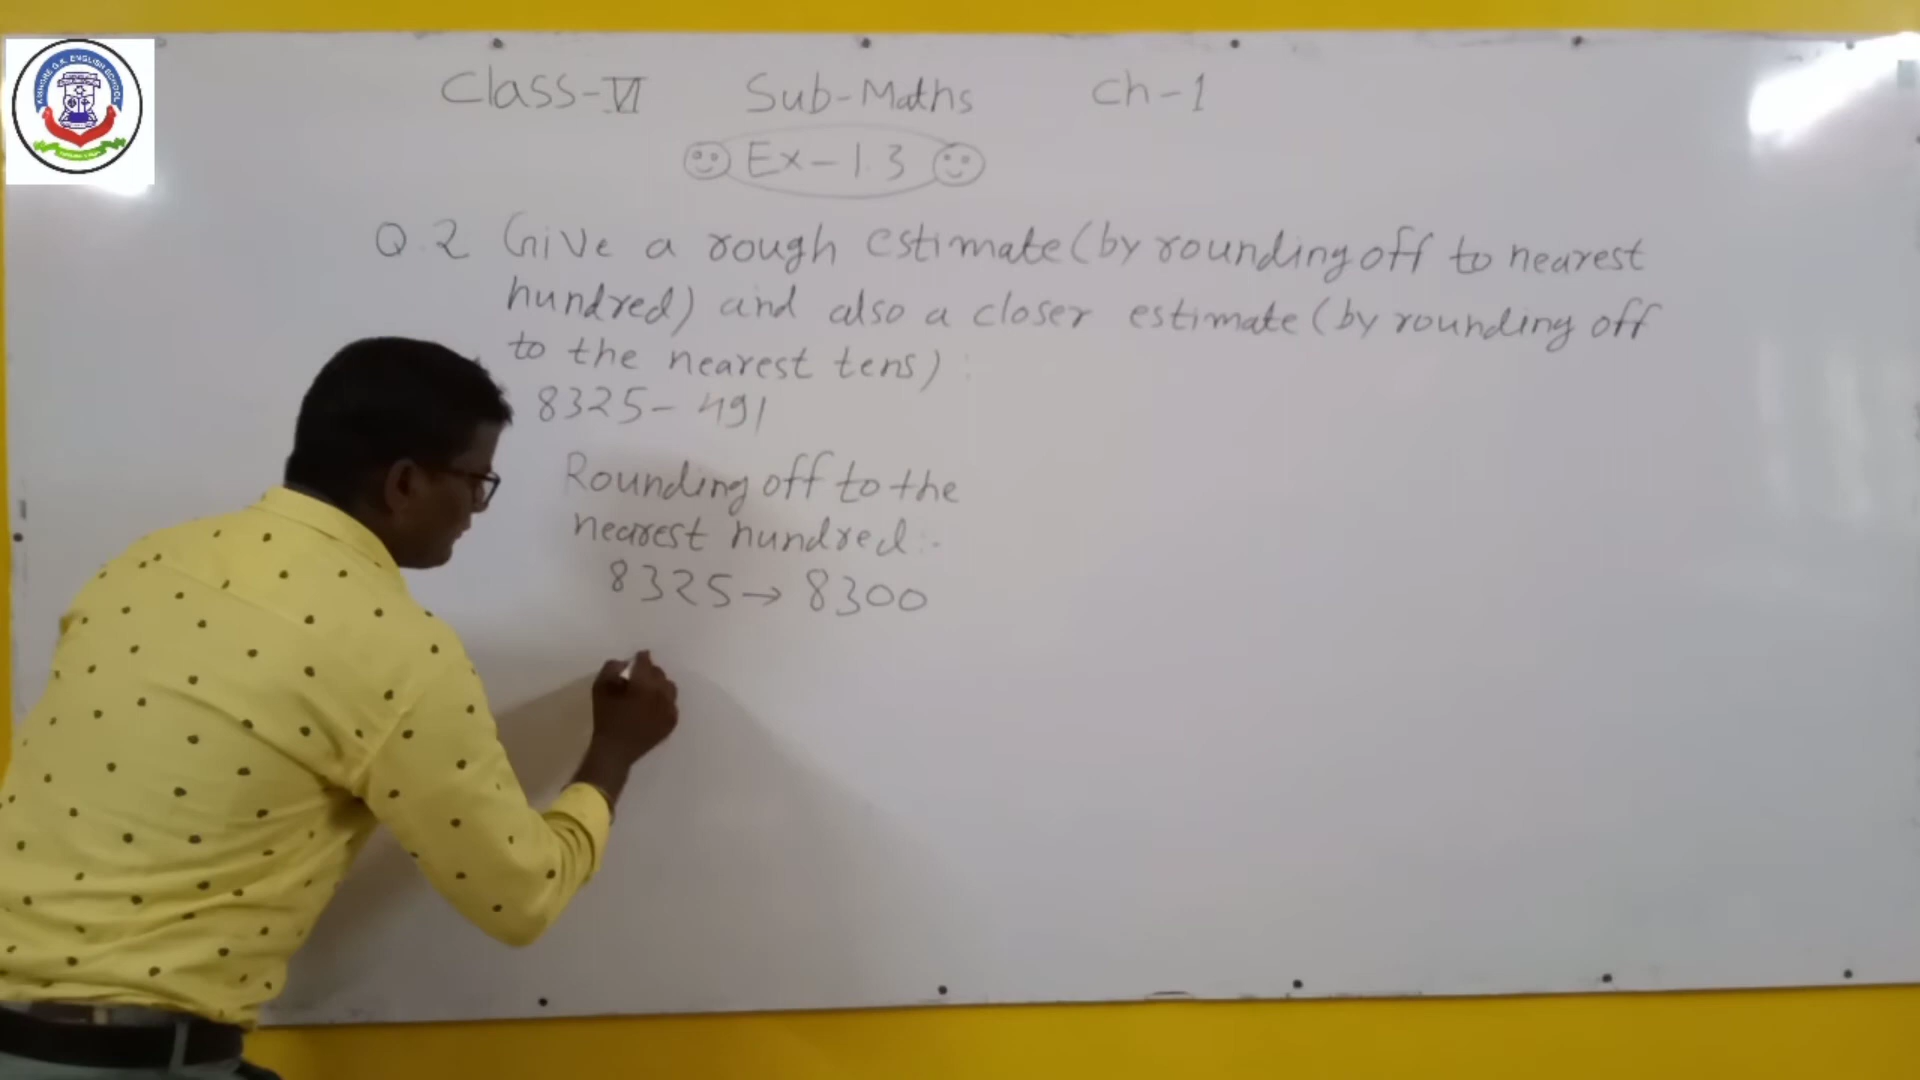 Class-VI Sub-Maths Ch-1
Ex-1.3
Q.2 Give a rough estimate (by rounding off to nearest
hundred) and also a closer estimate (by rounding off
to the nearest tens):
8325-491
Rounding off to the
nearest hundred:-
8325→8300